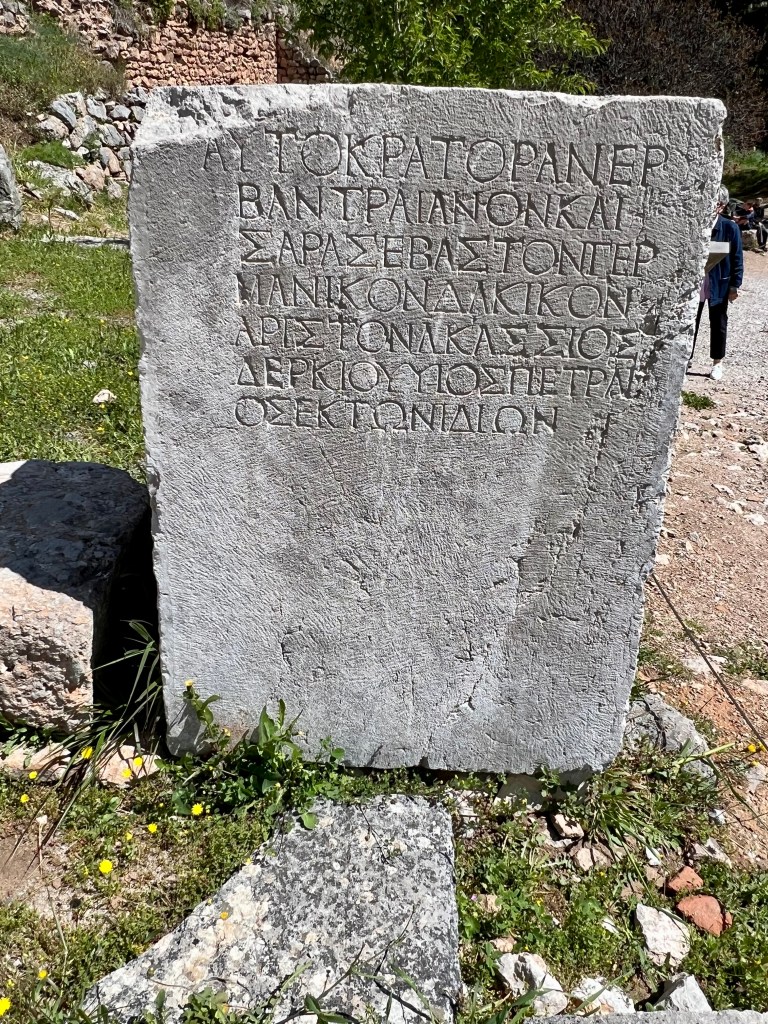 ΑΥΤΟΚΡΑΤΟΡΑΝΕΡ
ΒΑΝΤΡΑΙΑΝΟΝΚΑΙ
ΣΑΡΑΣΕΒΑΣΤΟΝΓΕΡ
ΜΑΝΙΚΟΝΔΑΚΙΚΟΝ
ΑΡΙΣΤΟΝΛΚΑΣΣΙΟΣ
ΔΕΡΚΙΟΥΥΙΟΣΠΕΤΡΑΙ
ΟΣΕΚΤΩΝΙΔΙΩΝ